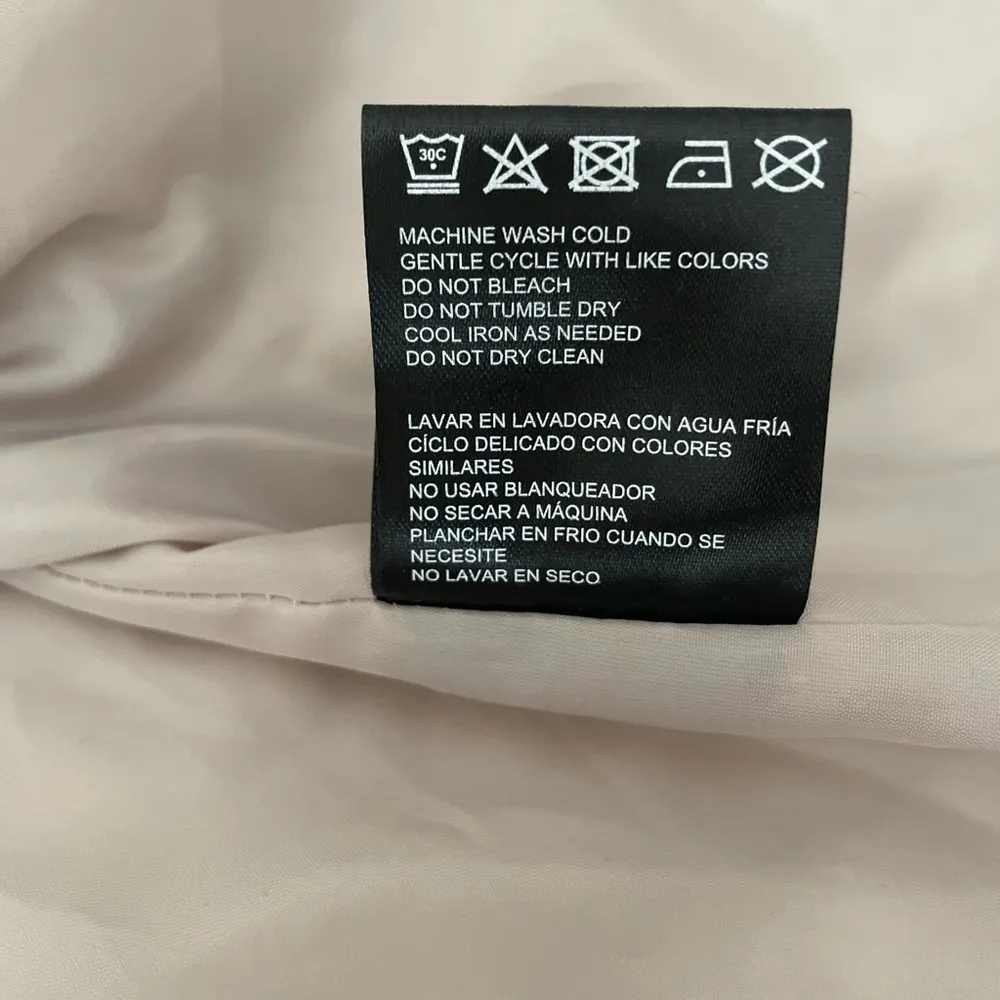 30C
MACHINE WASH COLD
GENTLE CYCLE WITH LIKE COLORS
DO NOT BLEACH
DO NOT TUMBLE DRY
COOL IRON AS NEEDED
DO NOT DRY CLEAN
LAVAR EN LAVADORA CON AGUA FRÍA
CÍCLO DELICADO CON COLORES
SIMILARES
NO USAR BLANQUEADOR
NO SECAR A MÁQUINA
PLANCHAR EN FRIO CUANDO SE
NECESITE
NO LAVAR EN SECO